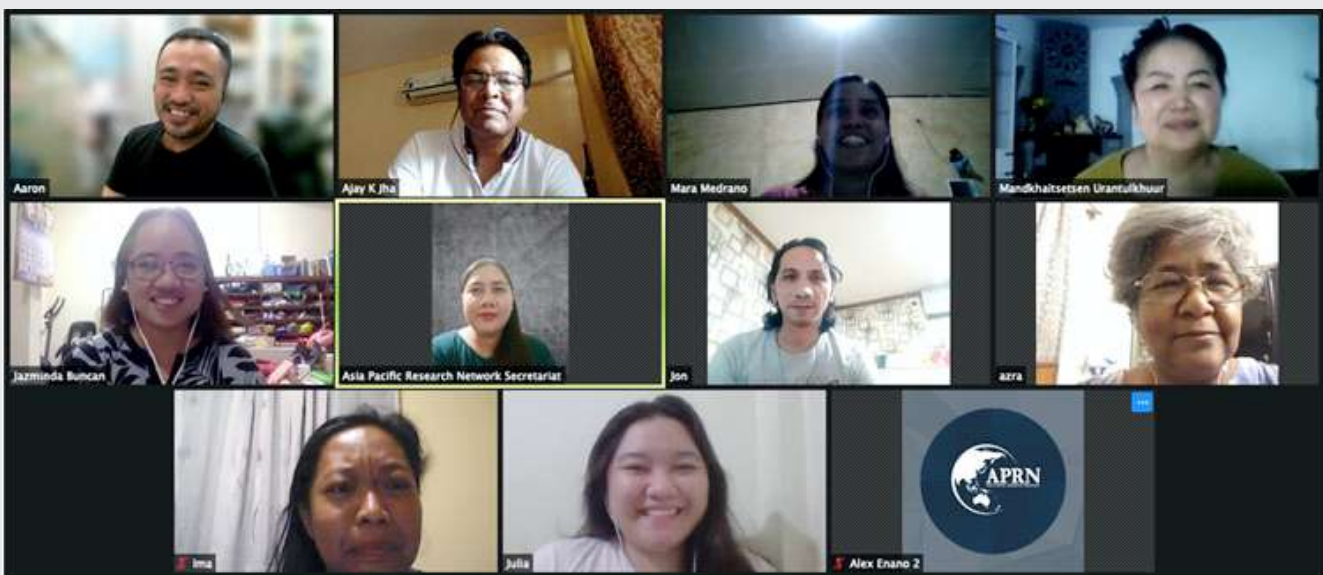 Aaron
Ajay K Jha
Mara Medrano
Mandkhaitsetsen Urantulkhuur
Jazminda Buncan
Asia Pacific Research Network Secretariat
Jon
azra
APRN
Ima
Julia
Alex Enano 2